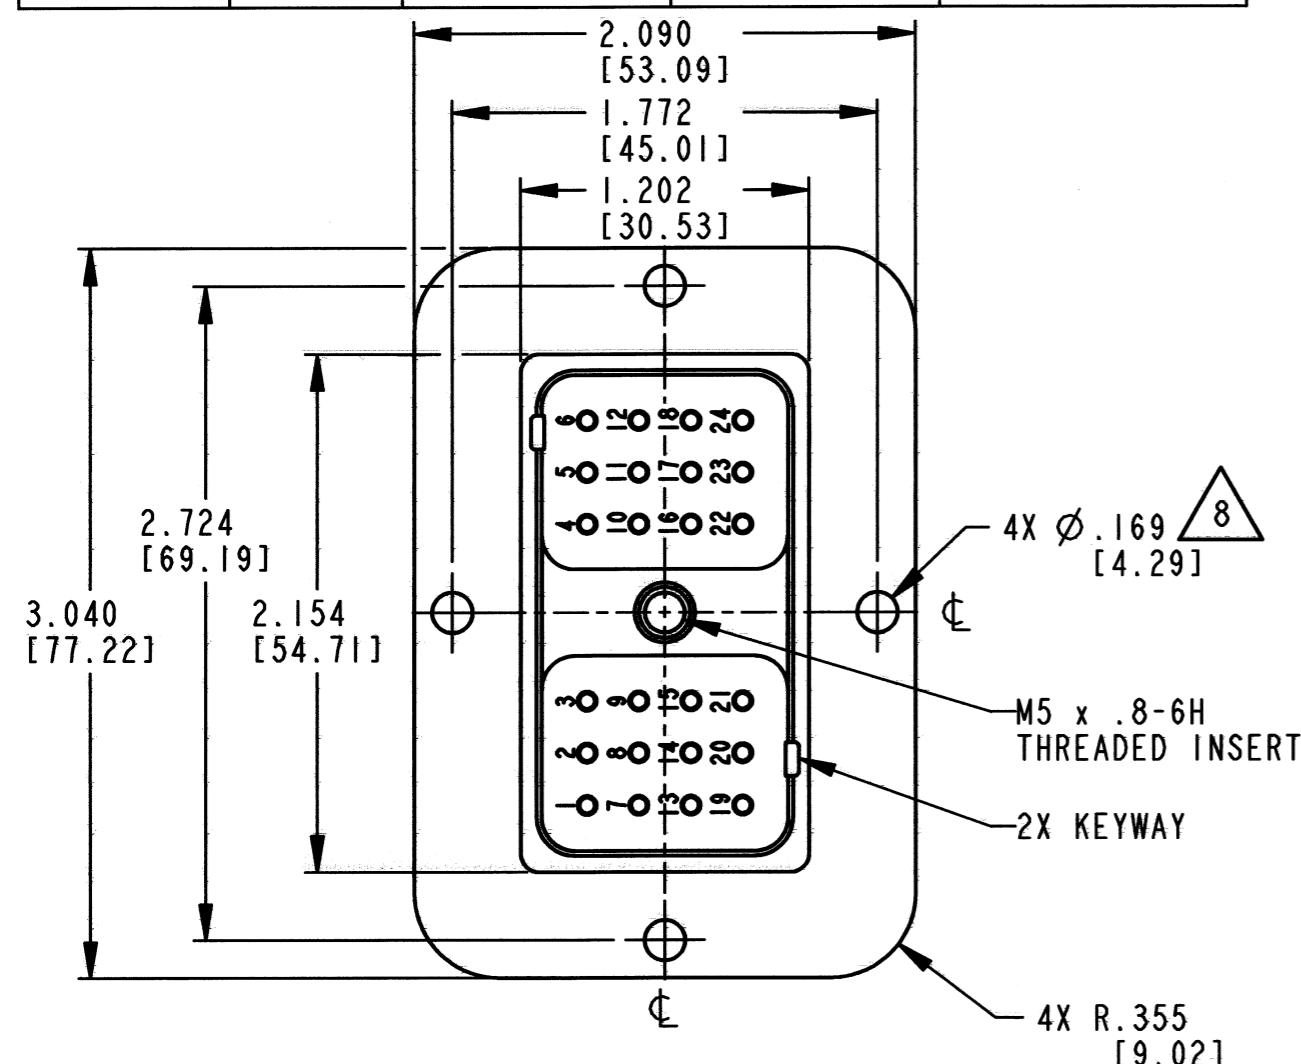 2.090
[53.09]
1.772
[45.01]
1.202
[30.53]
6 12 18 24
5 11 17 23
4 10 16 22
2.724
[69.19]
4X Ø.169 8
[4.29]
3.040
[77.22]
2.154
[54.71]
℄
3 9 15 21
M5 x .8-6H
THREADED INSERT
2 8 14 20
1 7 13 19
2X KEYWAY
℄
4X R.355
[9.02]